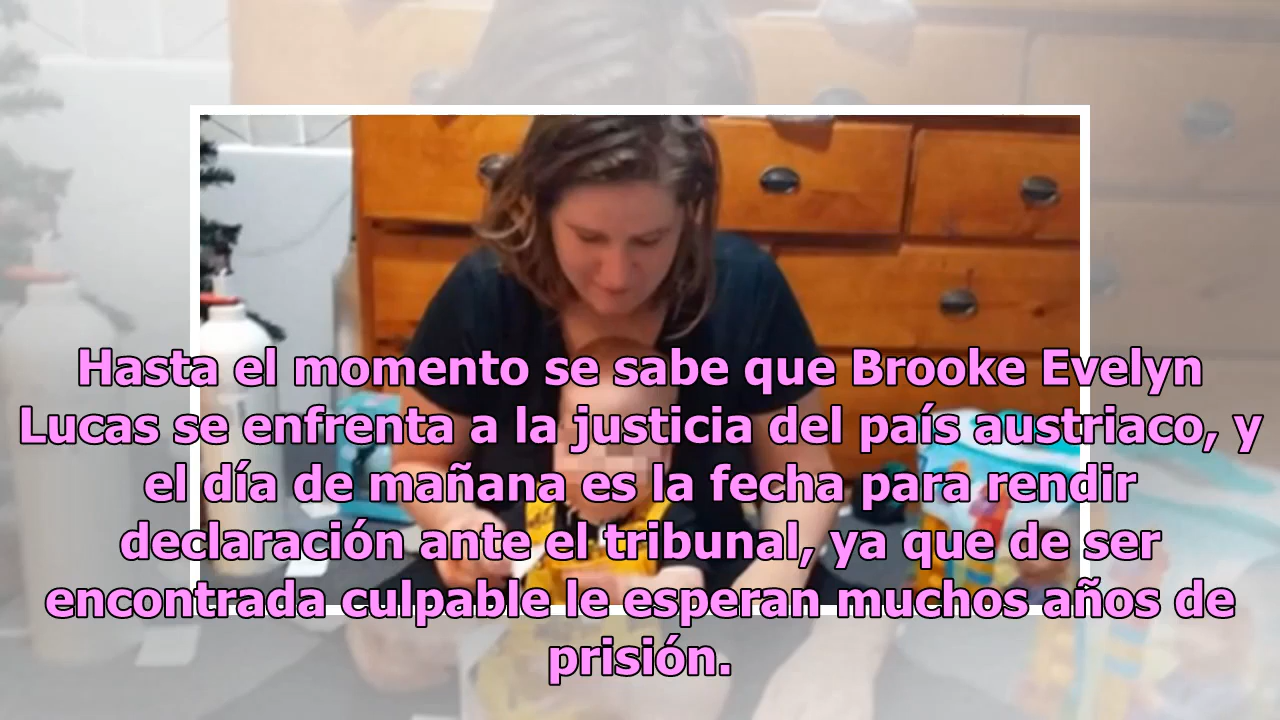 Hasta el momento se sabe que Brooke Evelyn
Lucas se enfrenta a la justicia del país austriaco, y
el día de mañana es la fecha para rendir
declaración ante el tribunal, ya que de ser
encontrada culpable le esperan muchos años de
prisión.